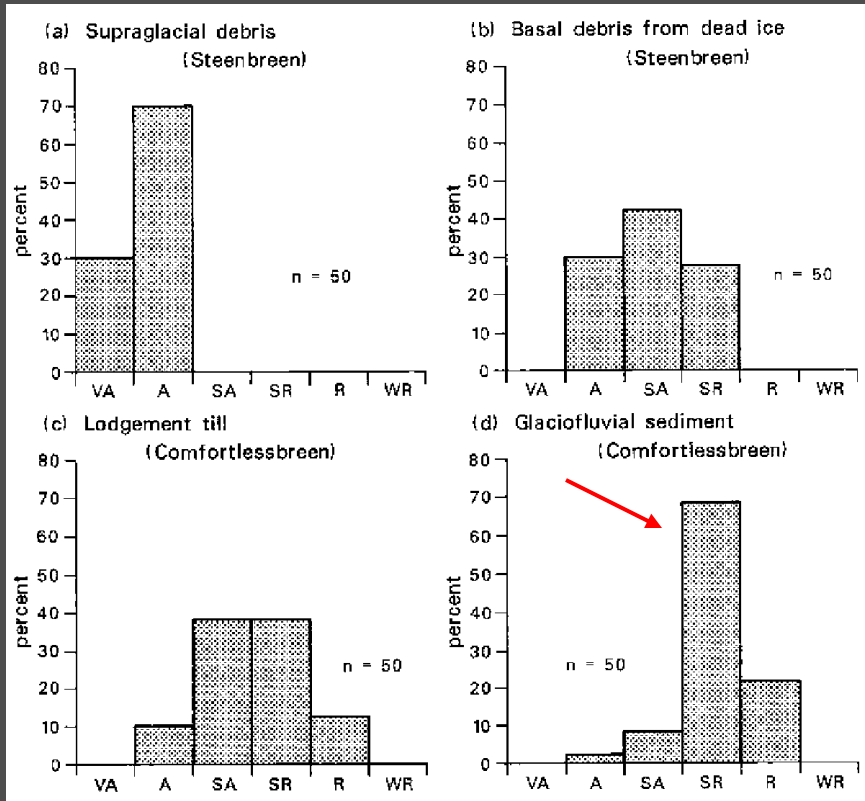 (a) Supraglacial debris
(Steenbreen)
80
70
60
50
40
30
20
10
0
percent
n = 50
VA A SA SR R WR
(b) Basal debris from dead ice
(Steenbreen)
80
70
60
50
40
30
20
10
0
percent
n = 50
VA A SA SR R WR
(c) Lodgement till
(Comfortlessbreen)
80
70
60
50
40
30
20
10
0
percent
n = 50
VA A SA SR R WR
(d) Glaciofluvial sediment
(Comfortlessbreen)
80
70
60
50
40
30
20
10
0
percent
n = 50
VA A SA SR R WR